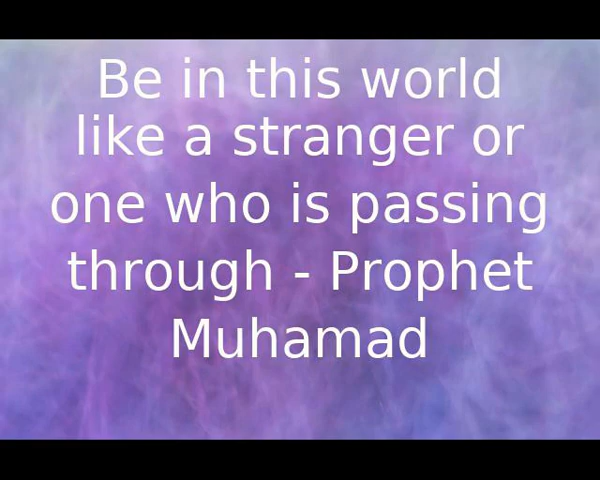 Be in this world
like a stranger or
one who is passing
through - Prophet
Muhamad